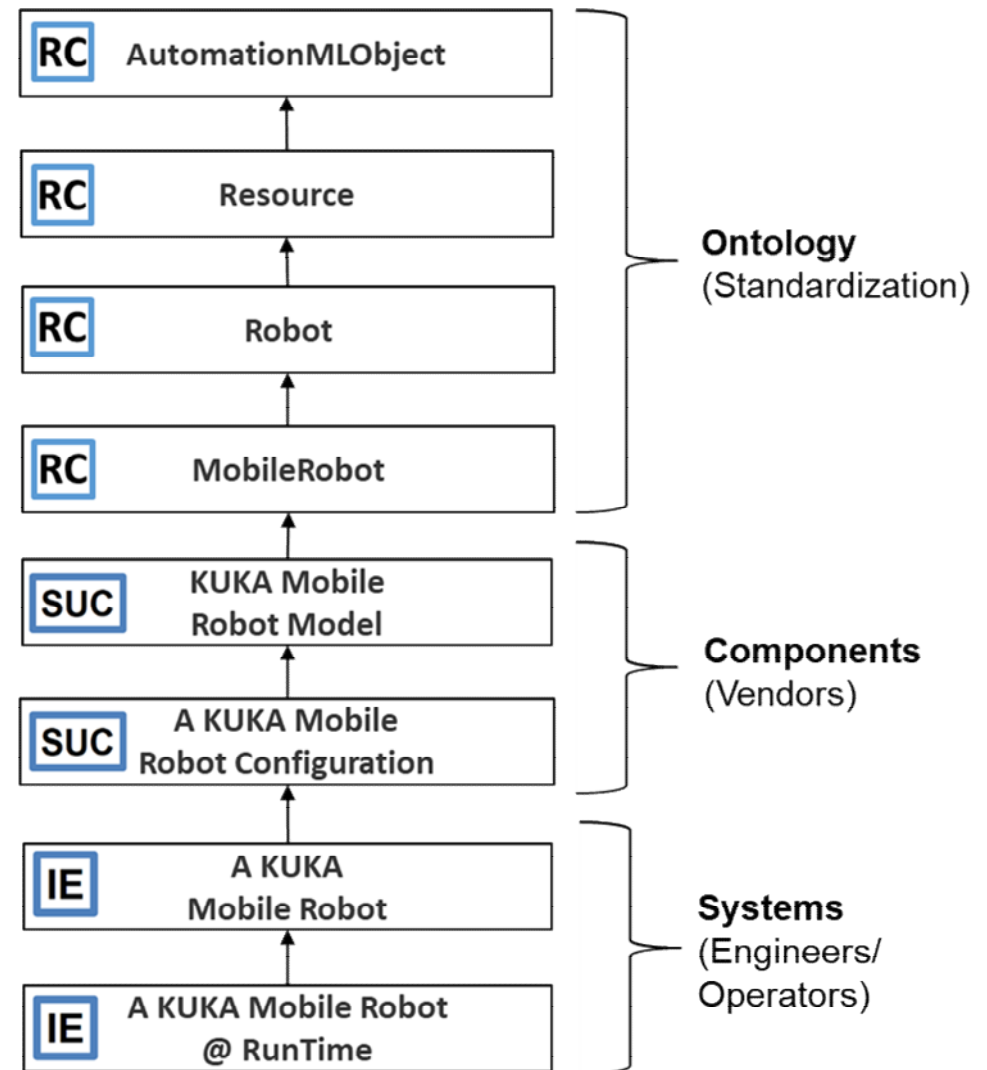 RC AutomationMLObject
RC Resource
RC Robot
RC MobileRobot
Ontology
(Standardization)
SUC KUKA Mobile
Robot Model
SUC A KUKA Mobile
Robot Configuration
Components
(Vendors)
IE A KUKA
Mobile Robot
IE A KUKA Mobile Robot
@ RunTime
Systems
(Engineers/
Operators)